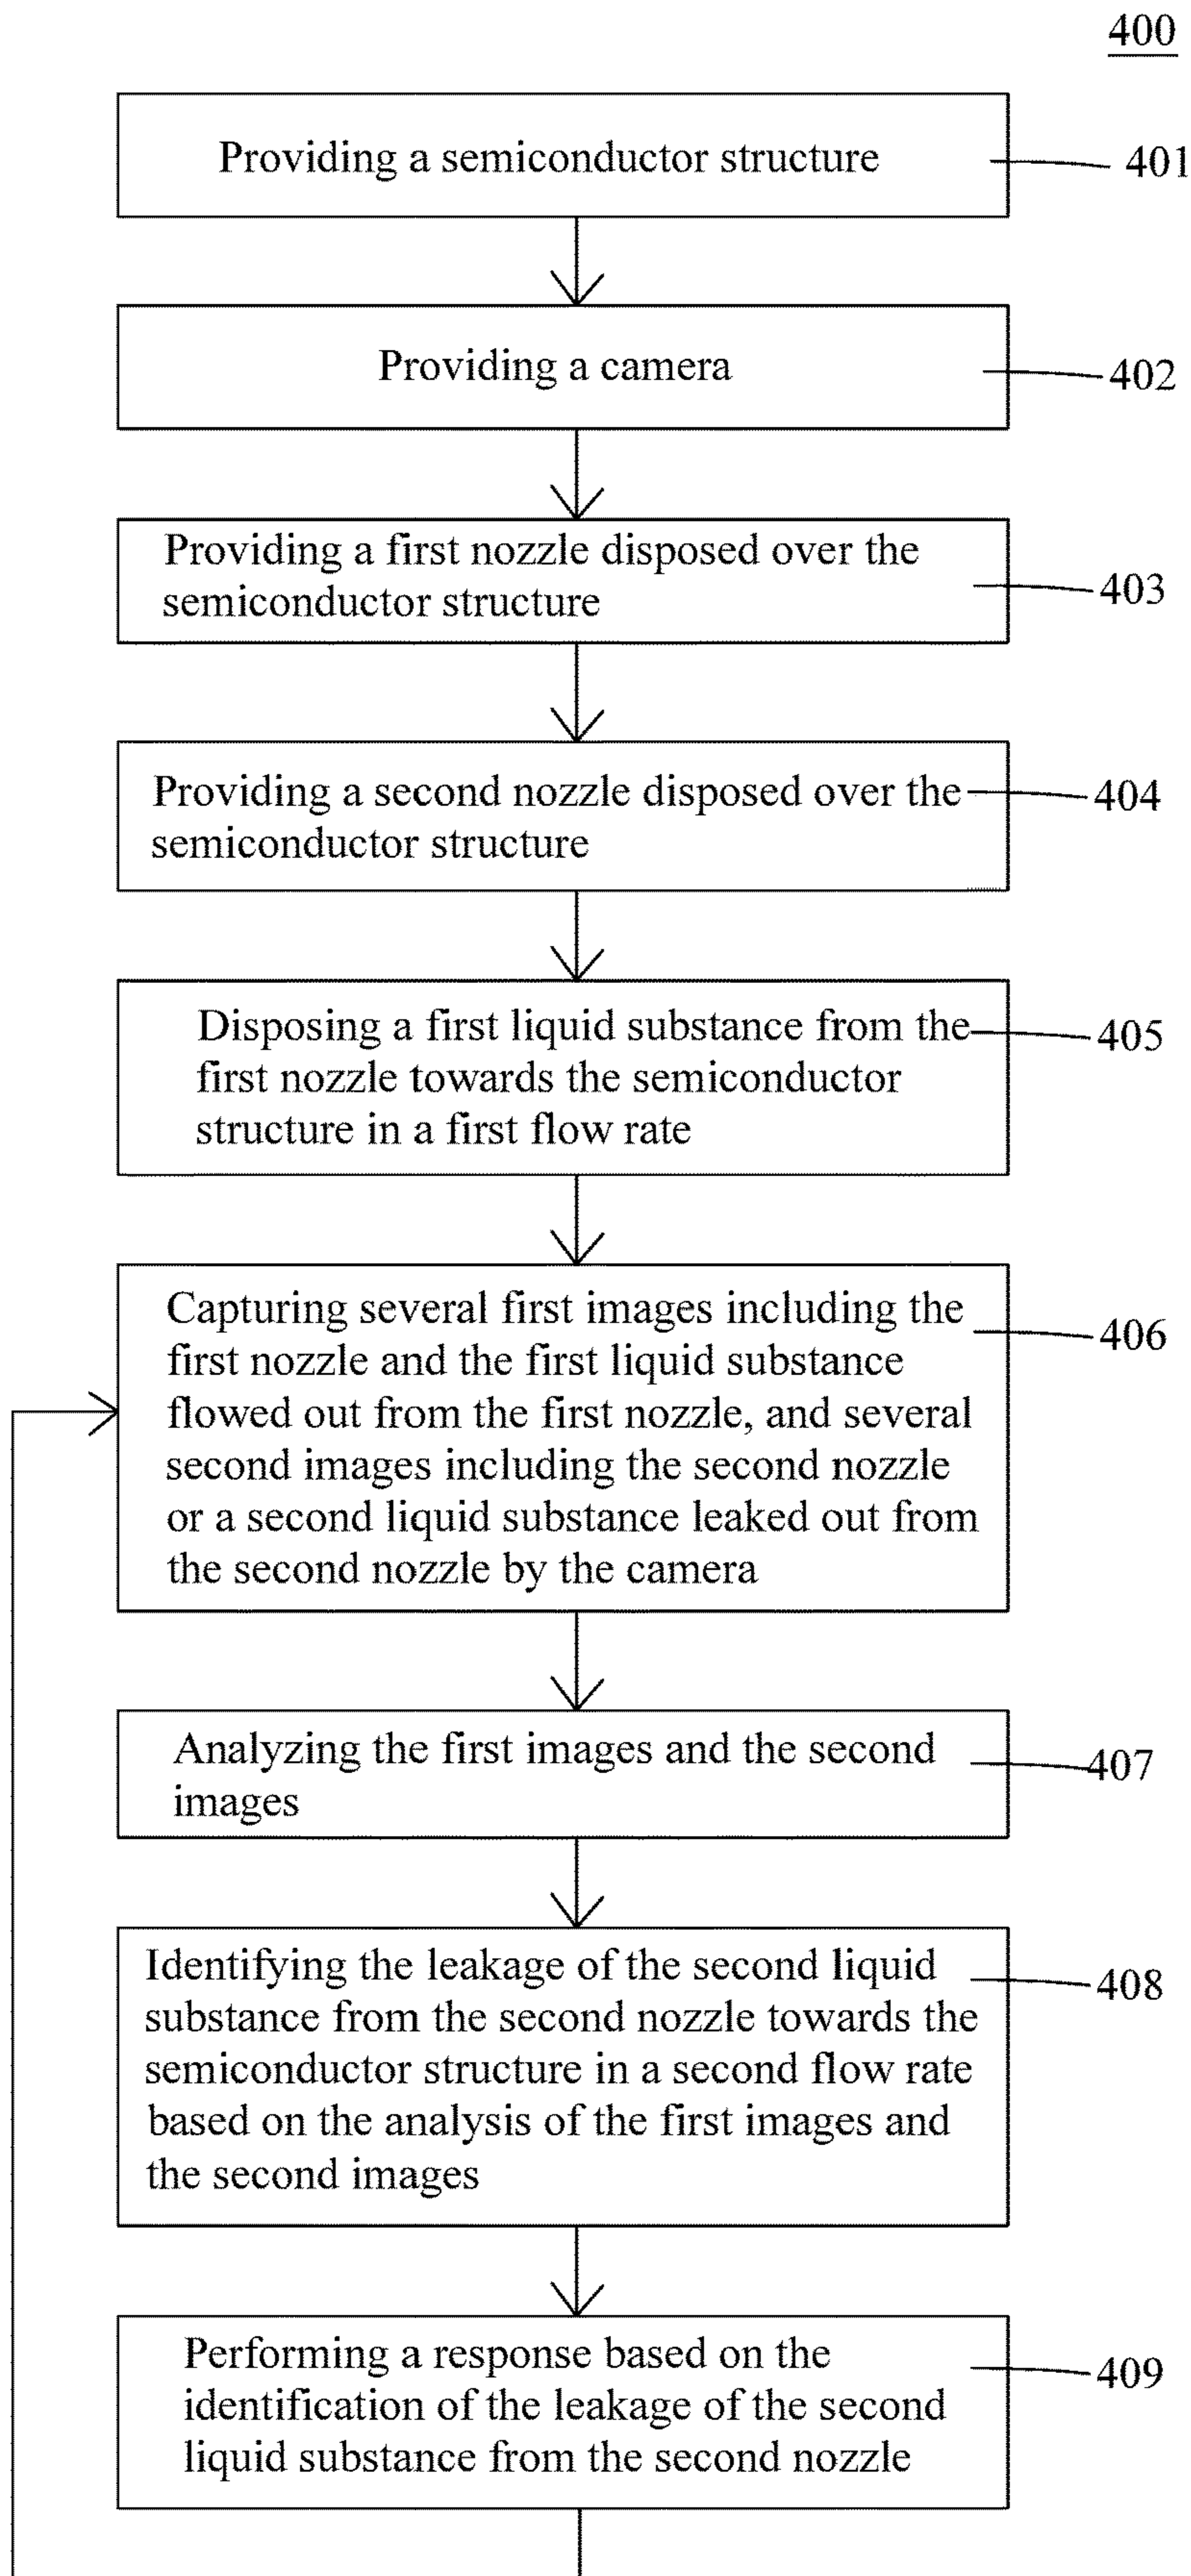 400
Providing a semiconductor structure
401
Providing a camera
402
Providing a first nozzle disposed over the
semiconductor structure
403
Providing a second nozzle disposed over the
semiconductor structure
404
Disposing a first liquid substance from the
first nozzle towards the semiconductor
structure in a first flow rate
405
Capturing several first images including the
first nozzle and the first liquid substance
flowed out from the first nozzle, and several
second images including the second nozzle
or a second liquid substance leaked out from
the second nozzle by the camera
406
Analyzing the first images and the second
images
407
Identifying the leakage of the second liquid
substance from the second nozzle towards the
semiconductor structure in a second flow rate
based on the analysis of the first images and
the second images
408
Performing a response based on the
identification of the leakage of the second
liquid substance from the second nozzle
409